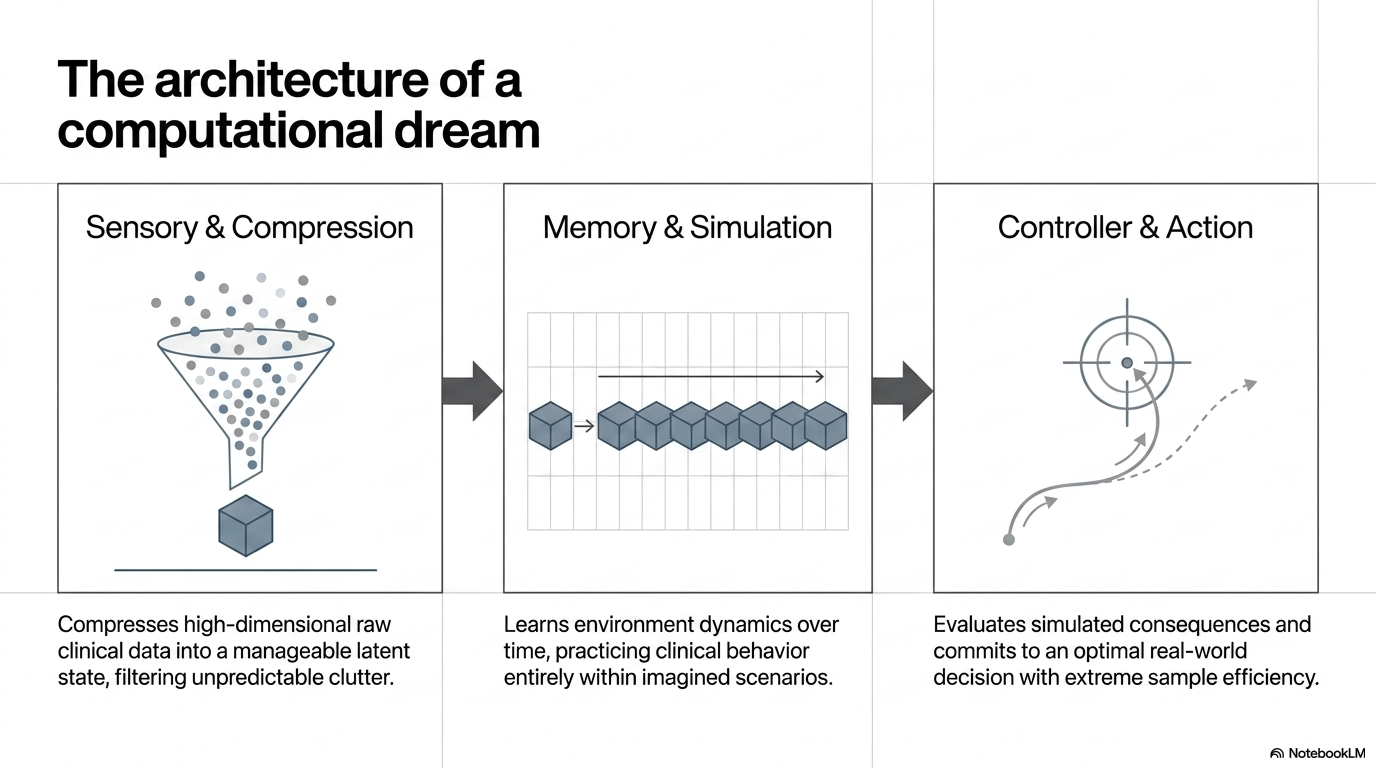 The architecture of a
computational dream
Sensory & Compression
Compresses high-dimensional raw
clinical data into a manageable latent
state, filtering unpredictable clutter.
Memory & Simulation
Learns environment dynamics over
time, practicing clinical behavior
entirely within imagined scenarios.
Controller & Action
Evaluates simulated consequences and
commits to an optimal real-world
decision with extreme sample efficiency.
NotebookLM